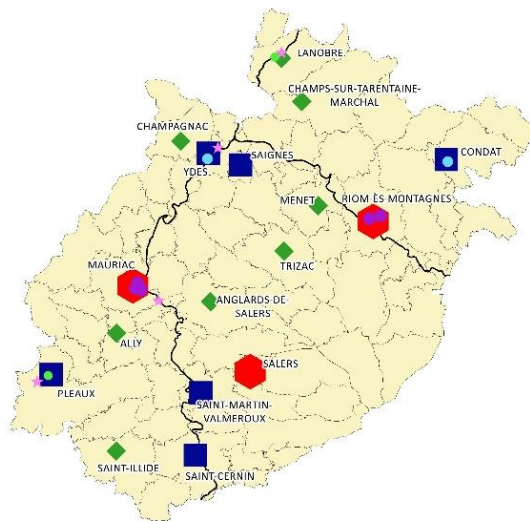 LANOBRE
CHAMPS-SUR-TARENTAINE-
MARCHAL
CHAMPAGNAC
SAIGNES
CONDAT
YDES
MENET
RIOM ÈS-MONTAGNES
MAURIAC
TRIZAC
ANGLARDS-DE-
SALERS
ALLY
SALERS
PLEAUX
SAINT-MARTIN-
VALMEROUX
SAINT-ILLIDE
SAINT-CERNIN